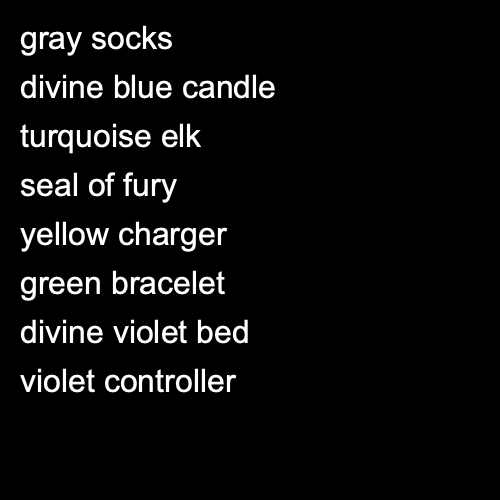 gray socks
divine blue candle
turquoise elk
seal of fury
yellow charger
green bracelet
divine violet bed
violet controller